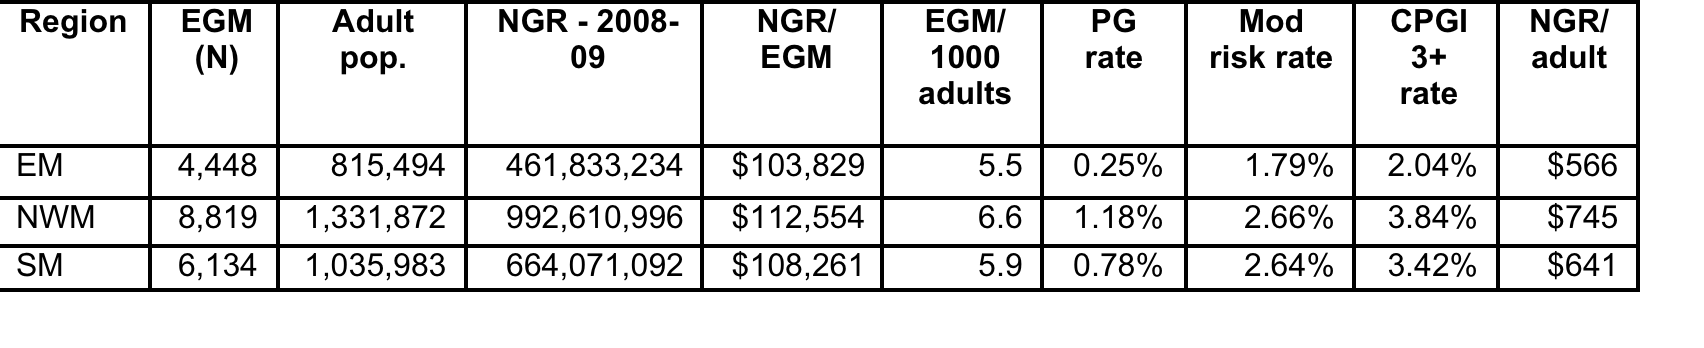 Region EGM Adult NGR - 2008- NGR/ EGM/ PG Mod CPGI NGR/
(N) pop. 09 EGM 1000 rate risk rate 3+ adult
adults rate
EM 4,448 815,494 461,833,234 $103,829 5.5 0.25% 1.79% 2.04% $566
NWM 8,819 1,331,872 992,610,996 $112,554 6.6 1.18% 2.66% 3.84% $745
SM 6,134 1,035,983 664,071,092 $108,261 5.9 0.78% 2.64% 3.42% $641